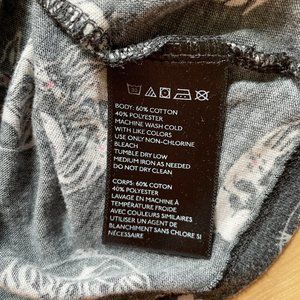 BODY: 60% COTTON
40% POLYESTER
MACHINE WASH COLD
WITH LIKE COLORS
USE ONLY NON-CHLORINE
BLEACH
TUMBLE DRY LOW
MEDIUM IRON AS NEEDED
DO NOT DRY CLEAN
CORPS: 60% COTON
40% POLYESTER
LAVAGE EN MACHINE À
TEMPÉRATURE FROIDE
AVEC COULEURS SIMILAIRES
UTILISER UN AGENT DE
BLANCHIMENT SANS CHLORE SI
NÉCESSAIRE